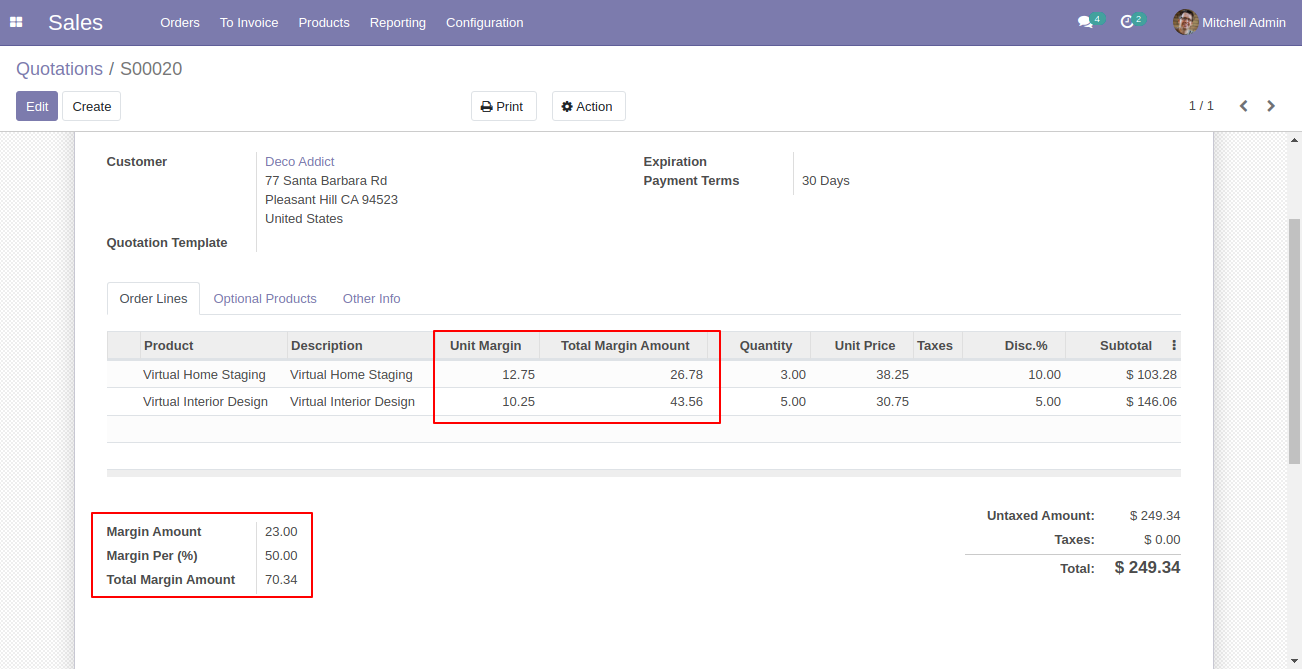 Sales Orders To Invoice Products Reporting Configuration 4 2 Mitchell Admin
Quotations / S00020
Edit Create Print Action 1 / 1
Customer Deco Addict Expiration
77 Santa Barbara Rd Payment Terms 30 Days
Pleasant Hill CA 94523
United States
Quotation Template
Order Lines Optional Products Other Info
Product Description Unit Margin Total Margin Amount Quantity Unit Price Taxes Disc.% Subtotal
Virtual Home Staging Virtual Home Staging 12.75 26.78 3.00 38.25 10.00 $ 103.28
Virtual Interior Design Virtual Interior Design 10.25 43.56 5.00 30.75 5.00 $ 146.06
Margin Amount 23.00
Margin Per (%) 50.00
Total Margin Amount 70.34
Untaxed Amount: $ 249.34
Taxes: $ 0.00
Total: $ 249.34